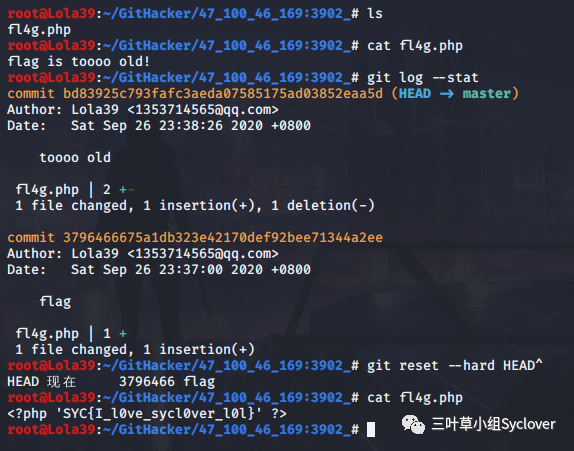 root@Lola39:~/GitHacker/47_100_46_169:3902_# ls
fl4g.php
root@Lola39:~/GitHacker/47_100_46_169:3902_# cat fl4g.php
flag is toooo old!
root@Lola39:~/GitHacker/47_100_46_169:3902_# git log --stat
commit bd83925c793fafc3aeda07585175ad03852eaa5d (HEAD → master)
Author: Lola39 <1353714565@qq.com>
Date:   Sat Sep 26 23:38:26 2020 +0800
    toooo old
 fl4g.php | 2 +-
 1 file changed, 1 insertion(+), 1 deletion(-)
commit 3796466675a1db323e42170def92bee71344a2ee
Author: Lola39 <1353714565@qq.com>
Date:   Sat Sep 26 23:37:00 2020 +0800
    flag
 fl4g.php | 1 +
 1 file changed, 1 insertion(+)
root@Lola39:~/GitHacker/47_100_46_169:3902_# git reset --hard HEAD^
HEAD 现在     3796466 flag
root@Lola39:~/GitHacker/47_100_46_169:3902_# cat fl4g.php
<?php 'SYC{I_l0ve_sycl0ver_l0l}' ?>
root@Lola39:~/GitHacker/47_100_46_169:3902_#
三叶草小组Syclover